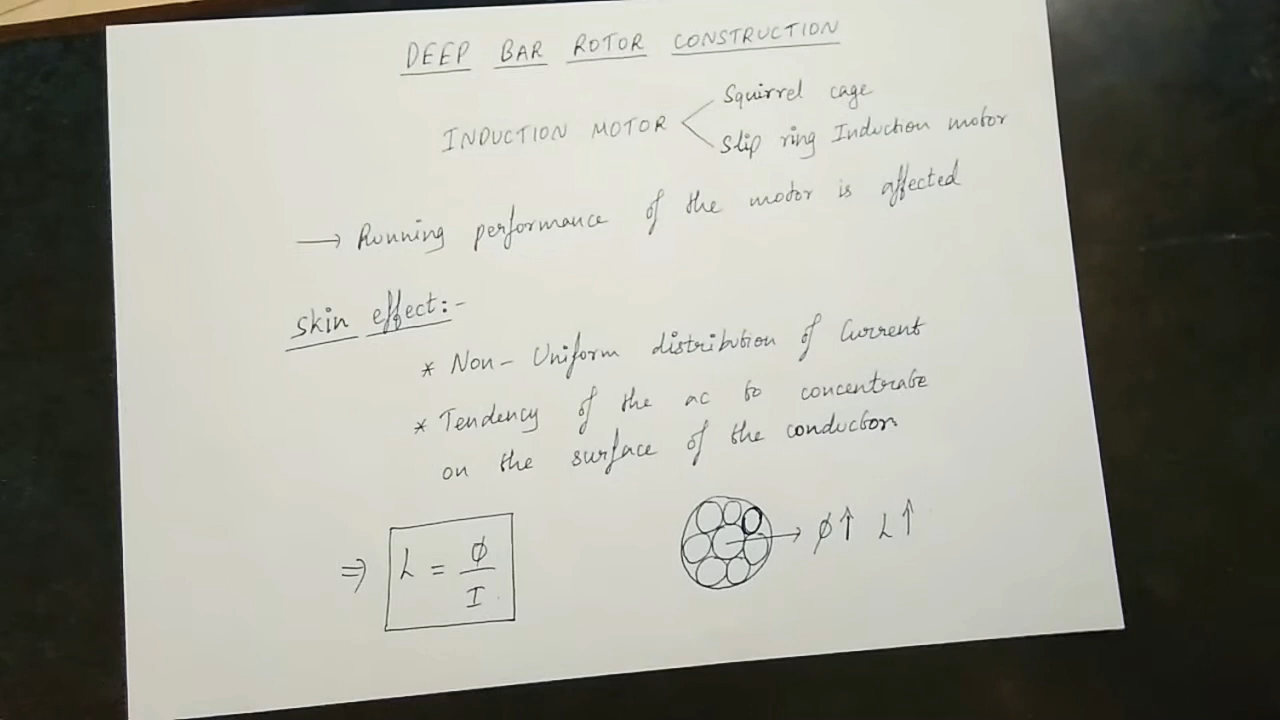 DEEP BAR ROTOR CONSTRUCTION
INDUCTION MOTOR
Squirrel cage
Slip ring Induction motor
→ Running performance of the motor is affected
Skin effect:-
* Non-Uniform distribution of Current
* Tendency of the ac to concentrate
on the surface of the conductor.
⇒ L = ϕ / I
→ ϕ↑ L↑